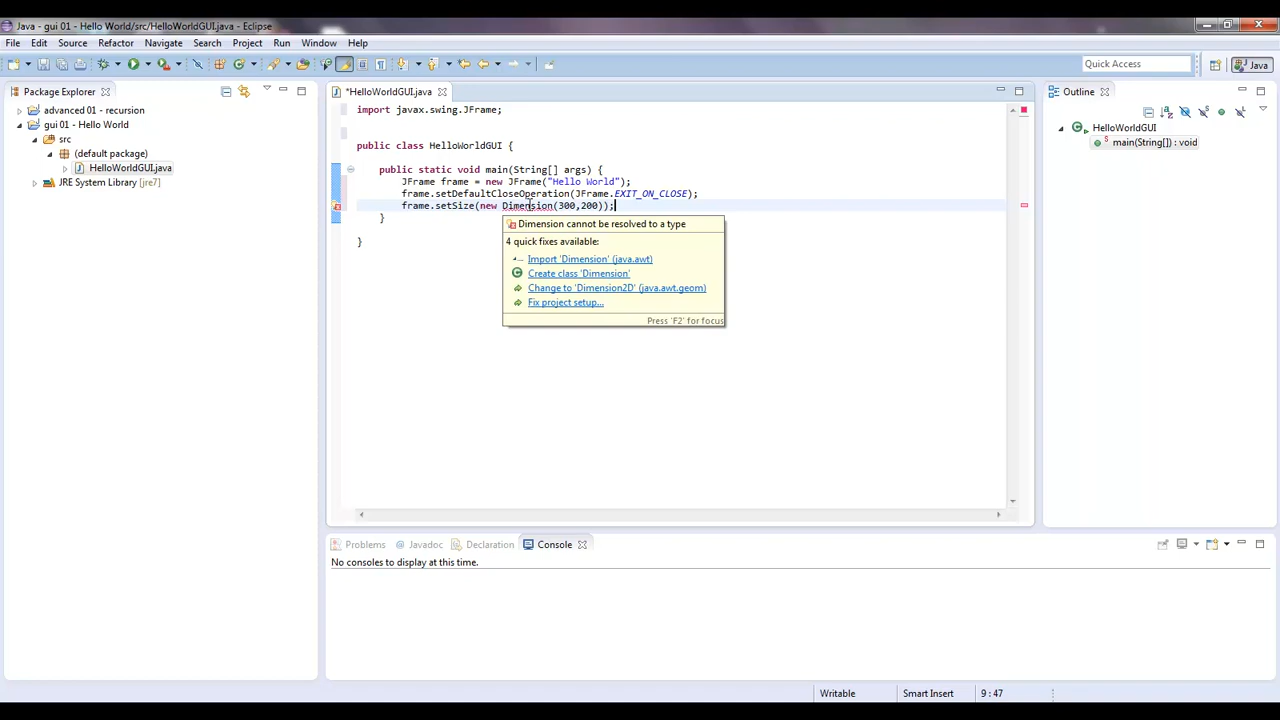 Java - gui 01 - Hello World/src/HelloWorldGUI.java - Eclipse
File Edit Source Refactor Navigate Search Project Run Window Help
Quick Access
Java
Package Explorer
advanced 01 - recursion
gui 01 - Hello World
src
(default package)
HelloWorldGUI.java
JRE System Library [jre7]
*HelloWorldGUI.java
import javax.swing.JFrame;
public class HelloWorldGUI {
public static void main(String[] args) {
JFrame frame = new JFrame("Hello World");
frame.setDefaultCloseOperation(JFrame.EXIT_ON_CLOSE);
frame.setSize(new Dimension(300,200));
}
}
Dimension cannot be resolved to a type
4 quick fixes available:
Import 'Dimension' (java.awt)
Create class 'Dimension'
Change to 'Dimension2D' (java.awt.geom)
Fix project setup...
Press 'F2' for focus
Outline
HelloWorldGUI
main(String[]) : void
Problems Javadoc Declaration Console
No consoles to display at this time.
Writable Smart Insert 9 : 47